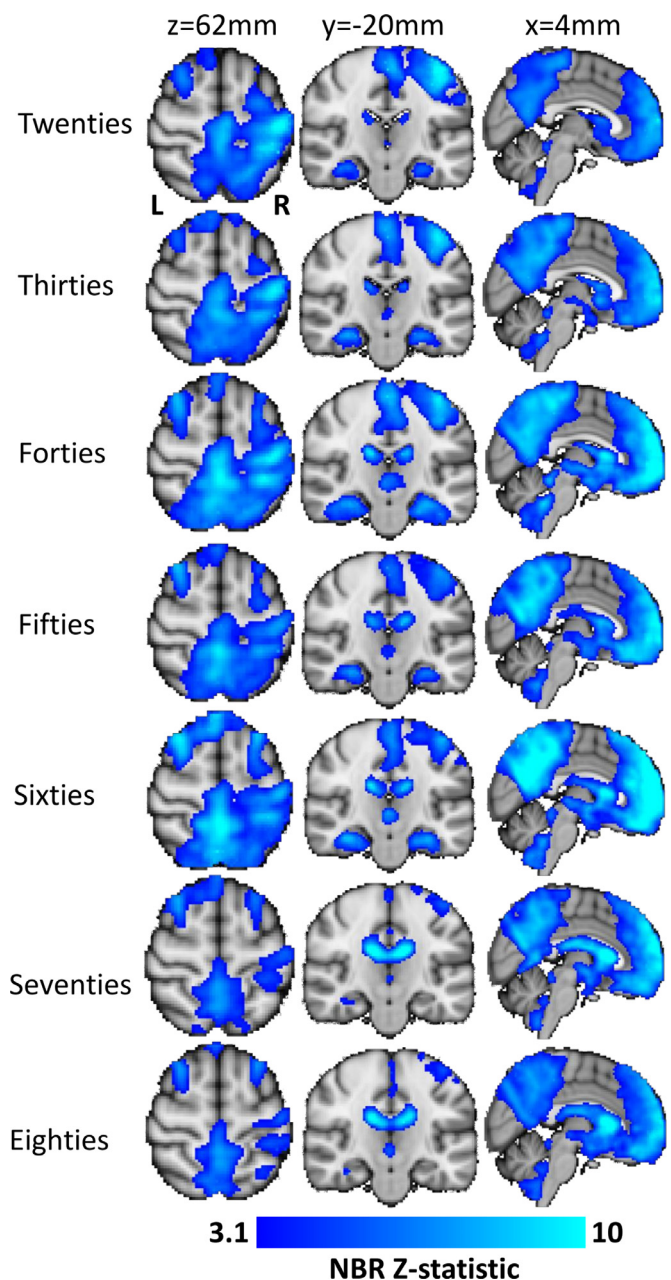 z=62mm y=-20mm x=4mm
Twenties
L R
Thirties
Forties
Fifties
Sixties
Seventies
Eighties
3.1 10
NBR Z-statistic